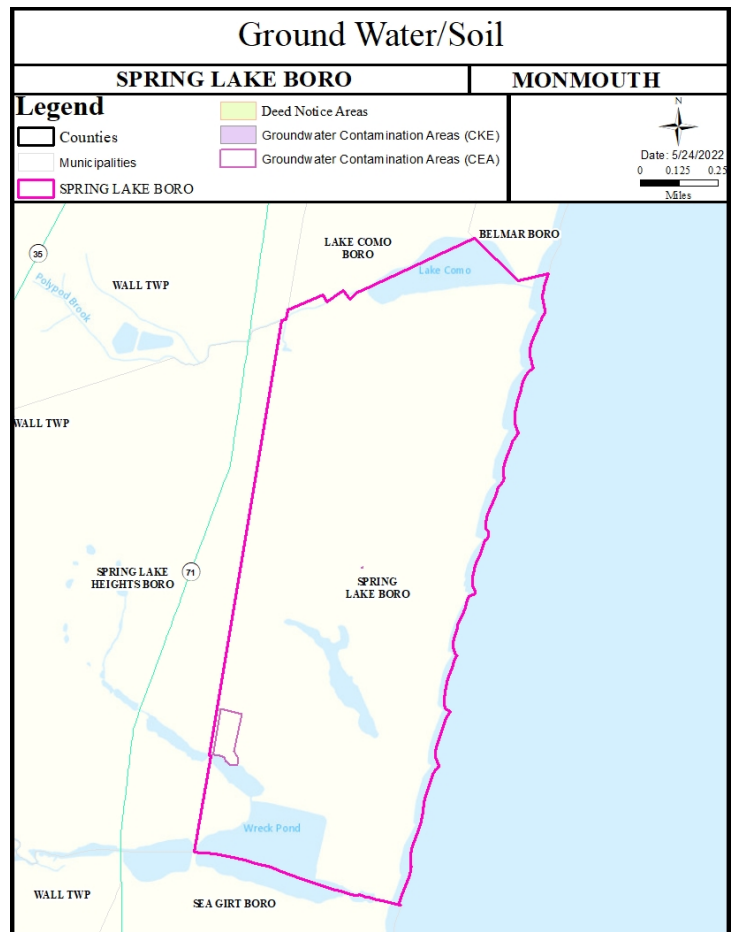 Ground Water/Soil
SPRING LAKE BORO
MONMOUTH
Legend
Counties
Municipalities
SPRING LAKE BORO
Deed Notice Areas
Groundwater Contamination Areas (CKE)
Groundwater Contamination Areas (CEA)
N
Date: 5/24/2022
0 0.125 0.25
Miles
BELMAR BORO
LAKE COMO
BORO
Lake Como
35
WALL TWP
Polypod Brook
WALL TWP
SPRING LAKE
HEIGHTS BORO
71
SPRING
LAKE BORO
Wreck Pond
WALL TWP
SEA GIRT BORO